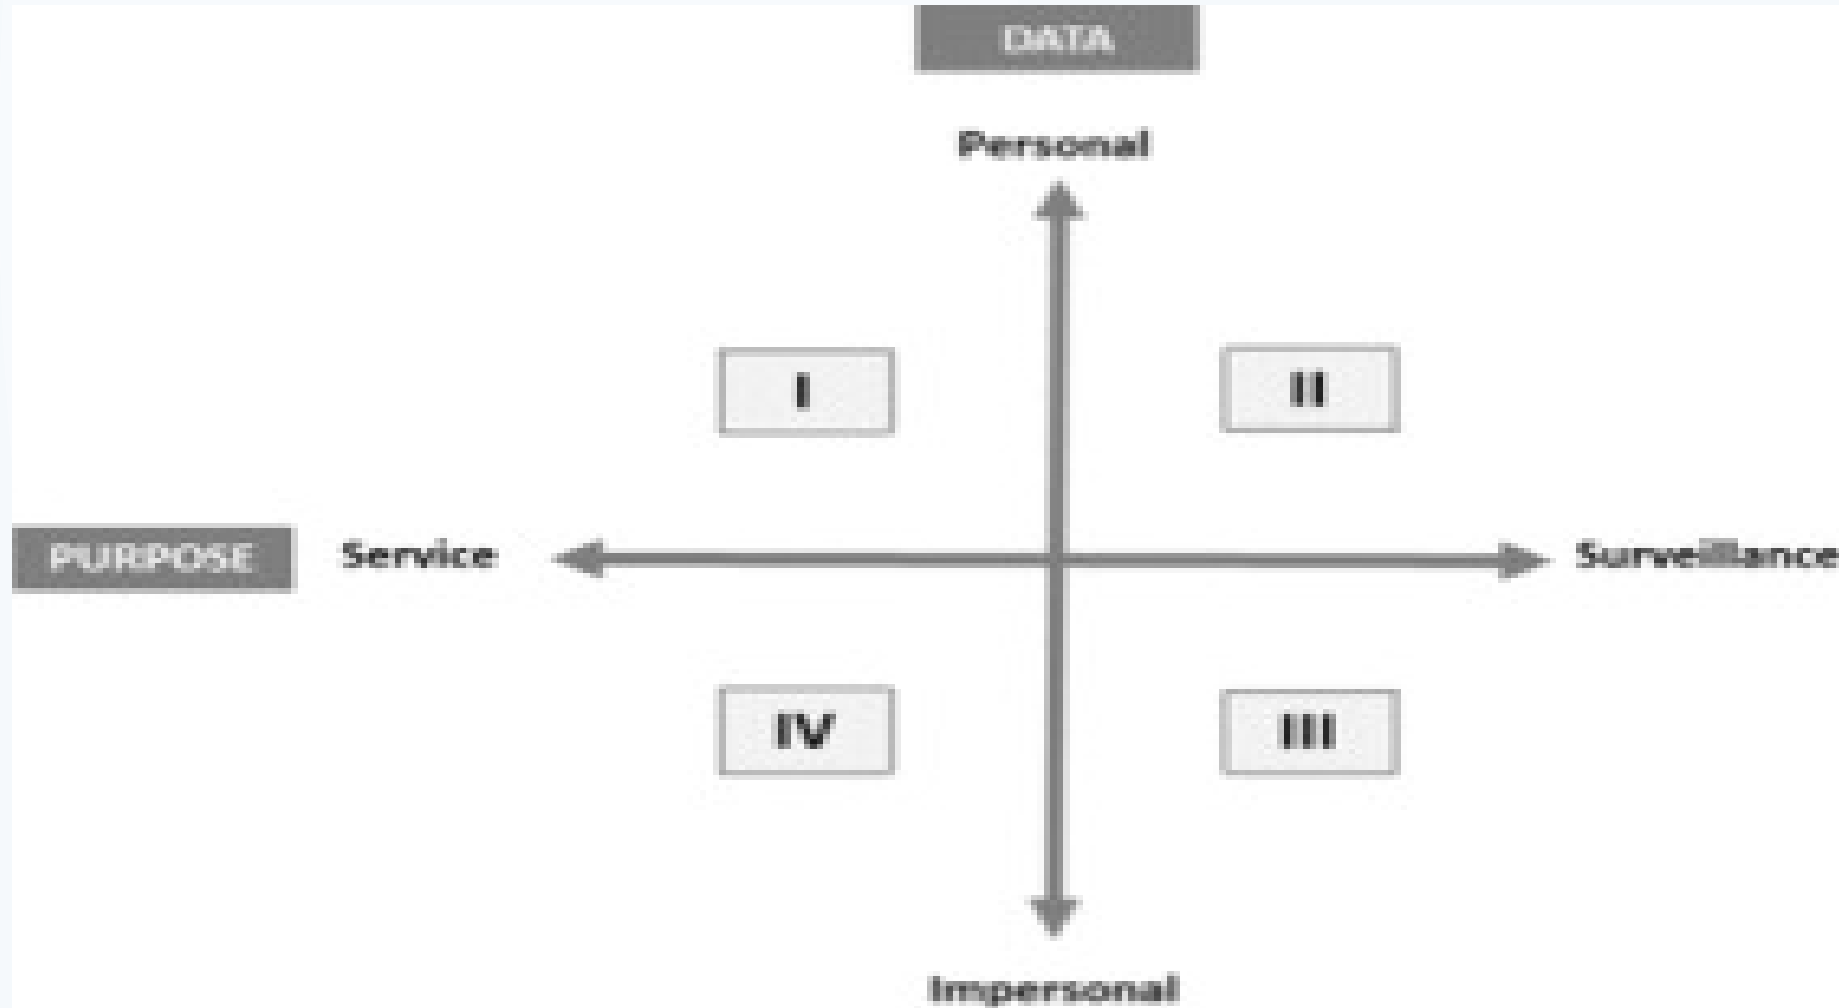 DATA
Personal
I
II
PURPOSE
Service
Surveillance
IV
III
Impersonal